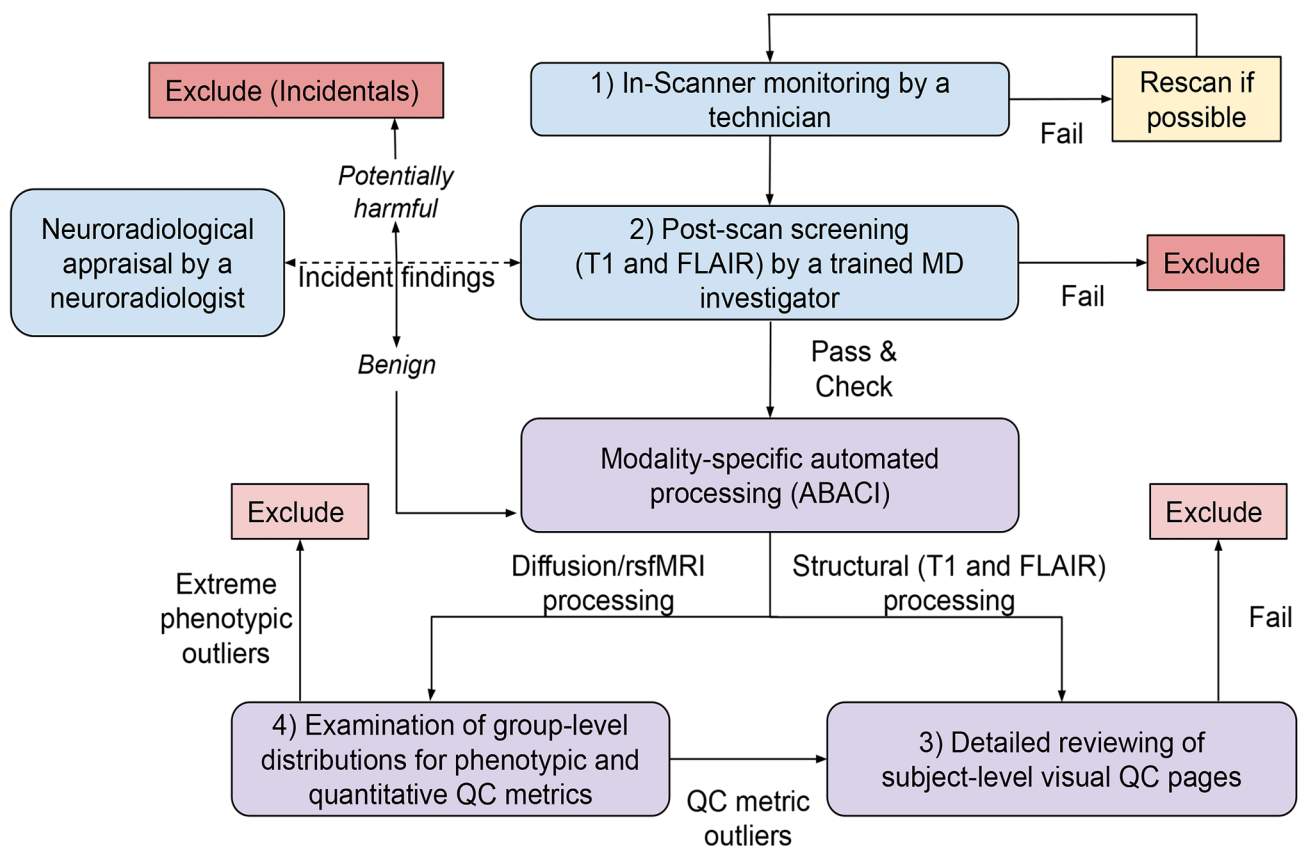 Exclude (Incidentals)
1) In-Scanner monitoring by a
technician
Fail
Rescan if
possible
Potentially
harmful
Neuroradiological
appraisal by a
neuroradiologist
Incident findings
2) Post-scan screening
(T1 and FLAIR) by a trained MD
investigator
Fail
Exclude
Benign
Pass &
Check
Modality-specific automated
processing (ABACI)
Exclude
Exclude
Extreme
phenotypic
outliers
Diffusion/rsfMRI
processing
Structural (T1 and FLAIR)
processing
Fail
4) Examination of group-level
distributions for phenotypic and
quantitative QC metrics
QC metric
outliers
3) Detailed reviewing of
subject-level visual QC pages